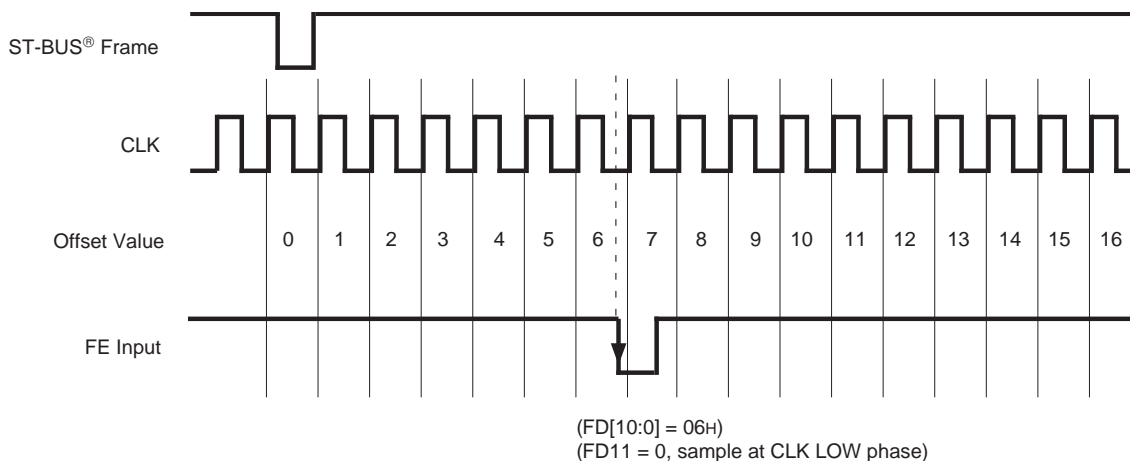 ST-BUS® Frame
CLK
Offset Value 0 1 2 3 4 5 6 7 8 9 10 11 12 13 14 15 16
FE Input
(FD[10:0] = 06H)
(FD11 = 0, sample at CLK LOW phase)